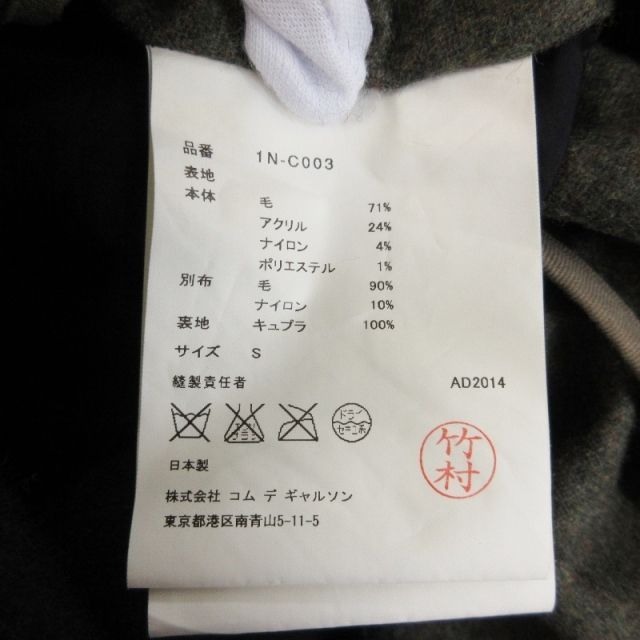 品番 1N-C003
表地
本体 毛 71%
アクリル 24%
ナイロン 4%
ポリエステル 1%
別布 毛 90%
ナイロン 10%
裏地 キュプラ 100%
サイズ S
縫製責任者 AD2014
ドライ
セキユ系
竹村
日本製
株式会社 コム デ ギャルソン
東京都港区南青山5-11-5